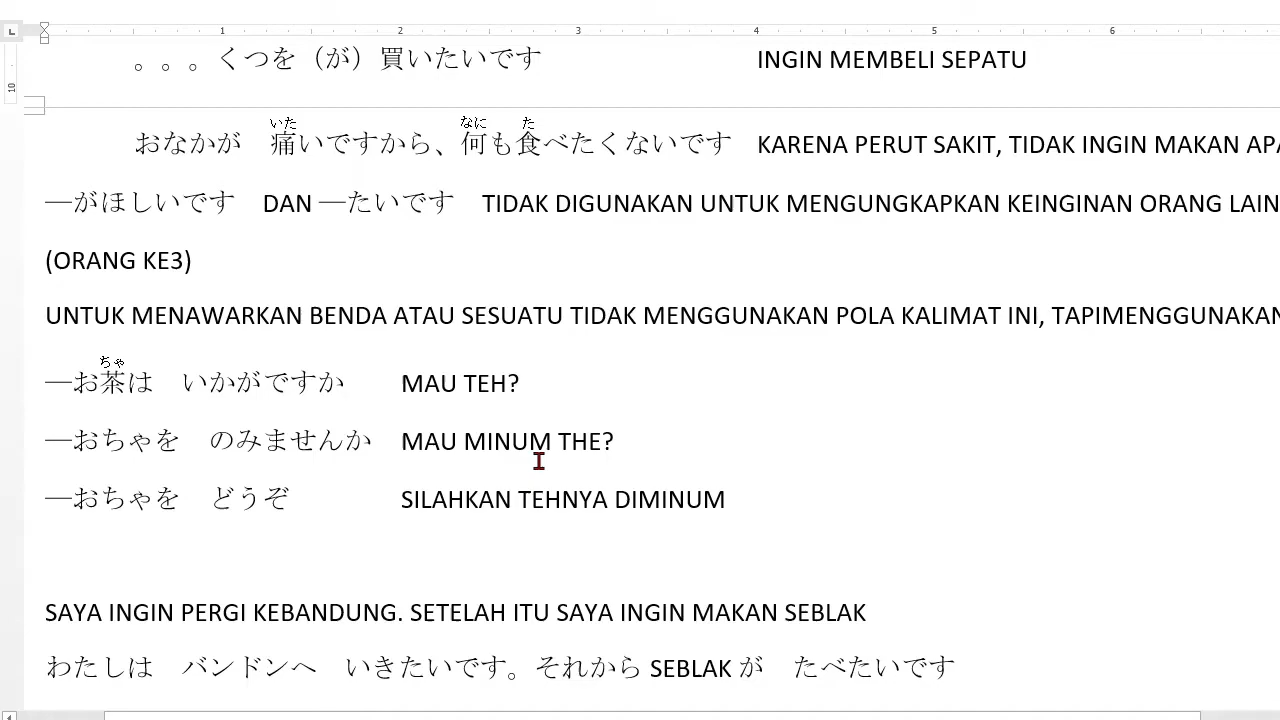 1 2 3 4 5 6
10
。。。くつを（が）買いたいです INGIN MEMBELI SEPATU
いた なに た
おなかが 痛いですから、何も食べたくないです KARENA PERUT SAKIT, TIDAK INGIN MAKAN AP
―がほしいです DAN ―たいです TIDAK DIGUNAKAN UNTUK MENGUNGKAPKAN KEINGINAN ORANG LAIN
(ORANG KE3)
UNTUK MENAWARKAN BENDA ATAU SESUATU TIDAK MENGGUNAKAN POLA KALIMAT INI, TAPIMENGGUNAKAN
ちゃ
―お茶は いかがですか MAU TEH?
―おちゃを のみませんか MAU MINUM THE?
―おちゃを どうぞ SILAHKAN TEHNYA DIMINUM
SAYA INGIN PERGI KEBANDUNG. SETELAH ITU SAYA INGIN MAKAN SEBLAK
わたしは バンドンへ いきたいです。それから SEBLAK が たべたいです